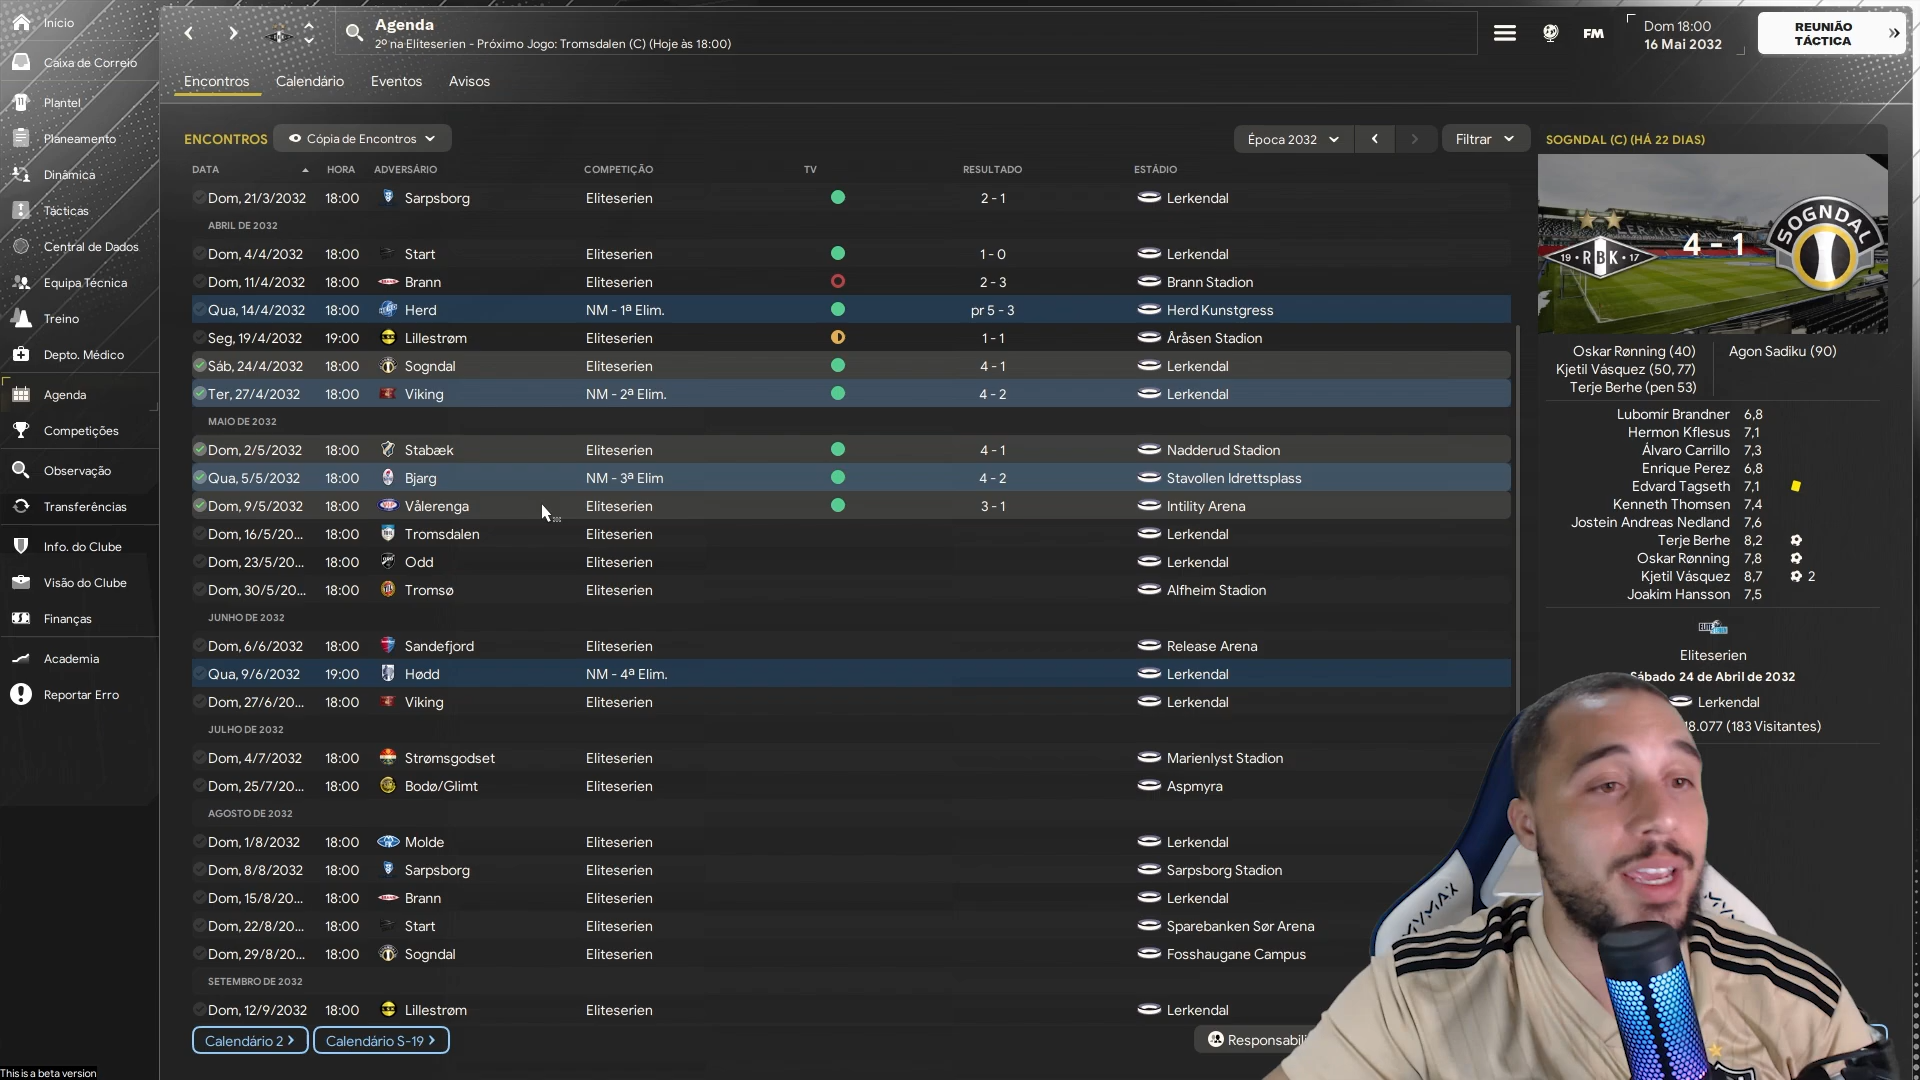 Início
Caixa de Correio
Plantel
Planeamento
Dinâmica
Tácticas
Central de Dados
Equipa Técnica
Treino
Depto. Médico
Agenda
Competições
Observação
Transferências
Info. do Clube
Visão do Clube
Finanças
Academia
Reportar Erro
This is a beta version
Agenda
2º na Eliteserien - Próximo Jogo: Tromsdalen (C) (Hoje às 18:00)
FM
Dom 18:00
16 Mai 2032
REUNIÃO
TÁCTICA
Encontros Calendário Eventos Avisos
ENCONTROS Cópia de Encontros Época 2032 Filtrar
DATA HORA ADVERSÁRIO COMPETIÇÃO TV RESULTADO ESTÁDIO
Dom, 21/3/2032 18:00 Sarpsborg Eliteserien 2 - 1 Lerkendal
ABRIL DE 2032
Dom, 4/4/2032 18:00 Start Eliteserien 1 - 0 Lerkendal
Dom, 11/4/2032 18:00 Brann Eliteserien 2 - 3 Brann Stadion
Qua, 14/4/2032 18:00 Herd NM - 1ª Elim. pr 5 - 3 Herd Kunstgress
Seg, 19/4/2032 19:00 Lillestrøm Eliteserien 1 - 1 Åråsen Stadion
Sáb, 24/4/2032 18:00 Sogndal Eliteserien 4 - 1 Lerkendal
Ter, 27/4/2032 18:00 Viking NM - 2ª Elim. 4 - 2 Lerkendal
MAIO DE 2032
Dom, 2/5/2032 18:00 Stabæk Eliteserien 4 - 1 Nadderud Stadion
Qua, 5/5/2032 18:00 Bjarg NM - 3ª Elim 4 - 2 Stavollen Idrettsplass
Dom, 9/5/2032 18:00 Vålerenga Eliteserien 3 - 1 Intility Arena
Dom, 16/5/20... 18:00 Tromsdalen Eliteserien Lerkendal
Dom, 23/5/20... 18:00 Odd Eliteserien Lerkendal
Dom, 30/5/20... 18:00 Tromsø Eliteserien Alfheim Stadion
JUNHO DE 2032
Dom, 6/6/2032 18:00 Sandefjord Eliteserien Release Arena
Qua, 9/6/2032 19:00 Hødd NM - 4ª Elim. Lerkendal
Dom, 27/6/20... 18:00 Viking Eliteserien Lerkendal
JULHO DE 2032
Dom, 4/7/2032 18:00 Strømsgodset Eliteserien Marienlyst Stadion
Dom, 25/7/20... 18:00 Bodø/Glimt Eliteserien Aspmyra
AGOSTO DE 2032
Dom, 1/8/2032 18:00 Molde Eliteserien Lerkendal
Dom, 8/8/2032 18:00 Sarpsborg Eliteserien Sarpsborg Stadion
Dom, 15/8/20... 18:00 Brann Eliteserien Lerkendal
Dom, 22/8/20... 18:00 Start Eliteserien Sparebanken Sør Arena
Dom, 29/8/20... 18:00 Sogndal Eliteserien Fosshaugane Campus
SETEMBRO DE 2032
Dom, 12/9/2032 18:00 Lillestrøm Eliteserien Lerkendal
Calendário 2 Calendário S-19 Responsabili
SOGNDAL (C) (HÁ 22 DIAS)
19 RBK 17
4 - 1
SOGNDAL
Oskar Rønning (40) Agon Sadiku (90)
Kjetil Vásquez (50, 77)
Terje Berhe (pen 53)
Lubomír Brandner 6,8
Hermon Kflesus 7,1
Álvaro Carrillo 7,3
Enrique Perez 6,8
Edvard Tagseth 7,1
Kenneth Thomsen 7,4
Jostein Andreas Nedland 7,6
Terje Berhe 8,2
Oskar Rønning 7,8
Kjetil Vásquez 8,7 2
Joakim Hansson 7,5
Eliteserien
Sábado 24 de Abril de 2032
Lerkendal
18.077 (183 Visitantes)